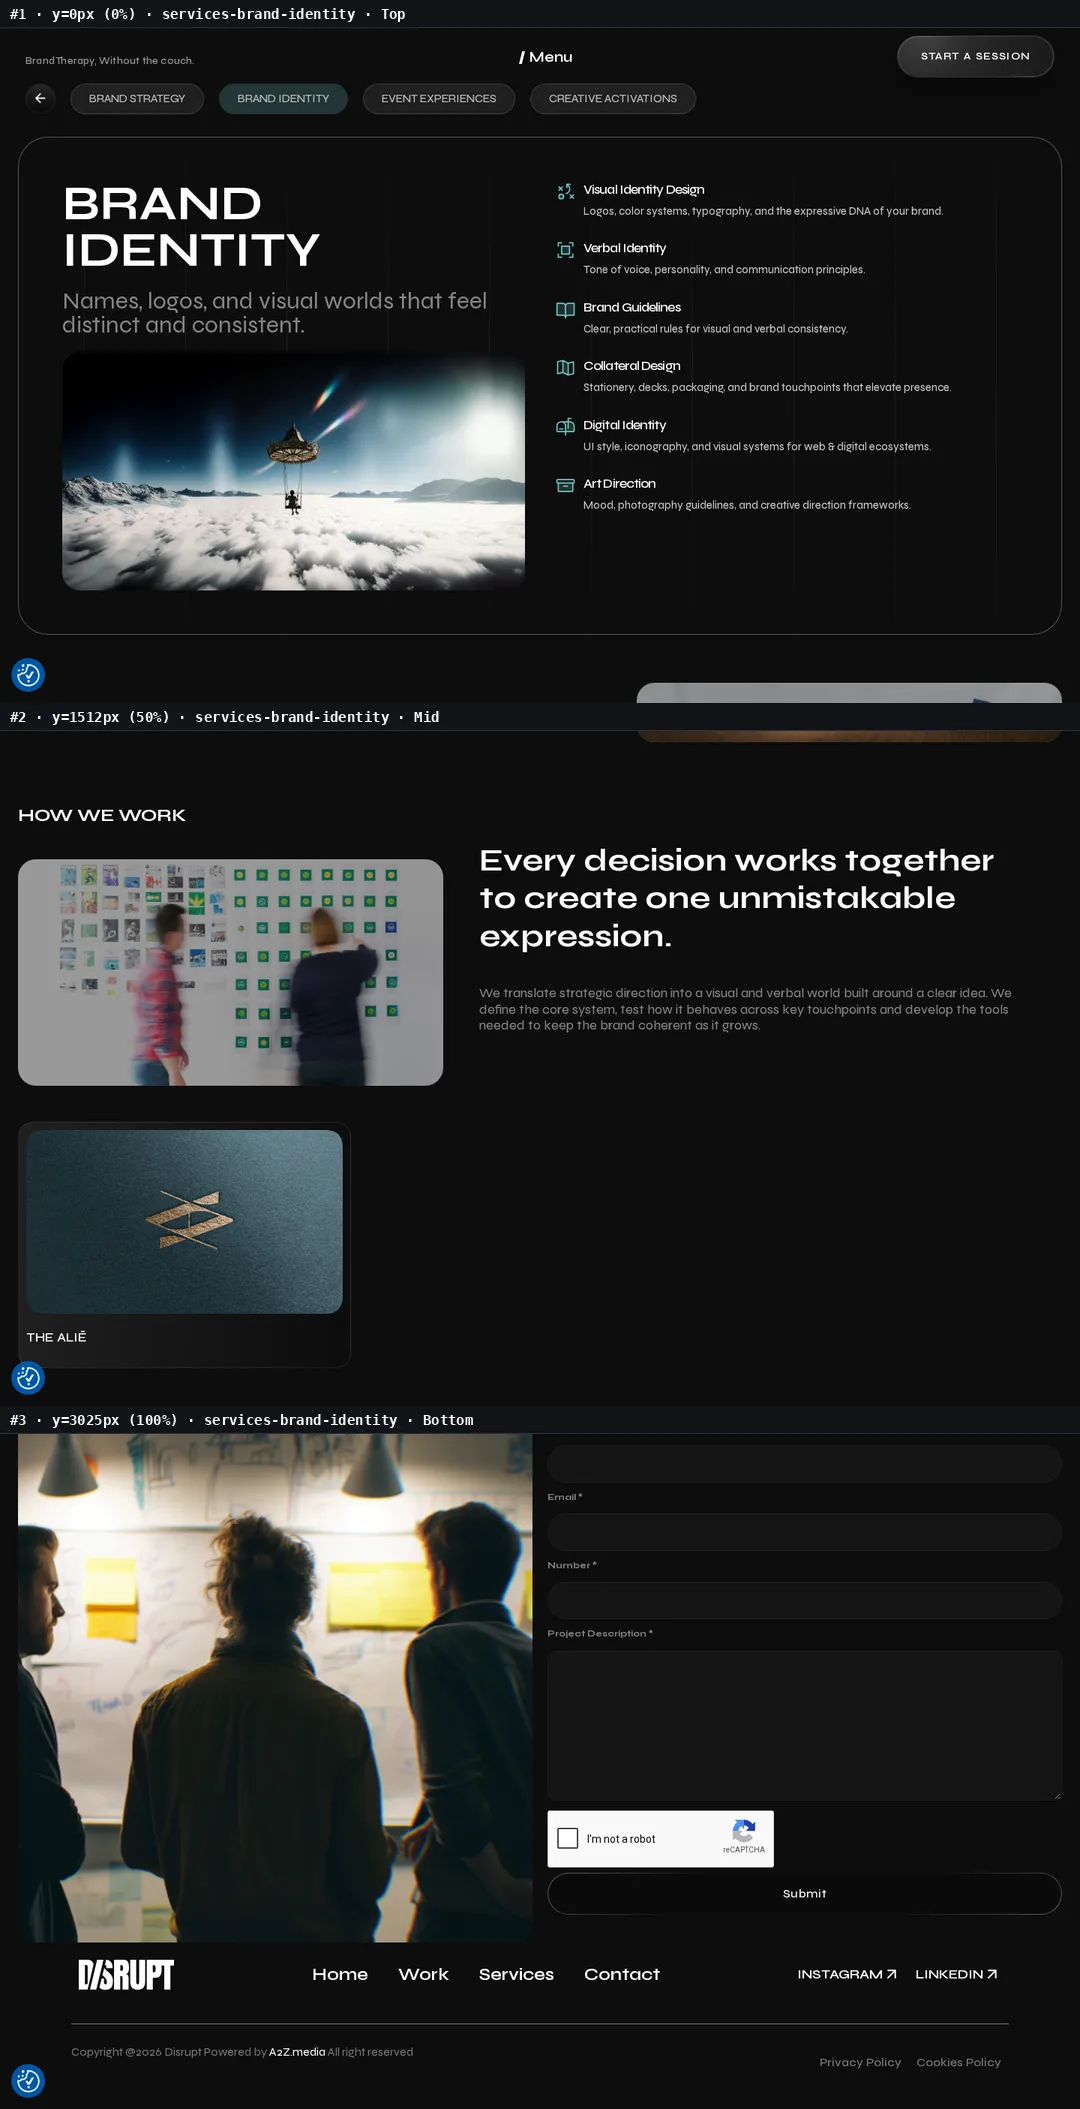 #1 · y=0px (0%) · services-brand-identity · Top
Brand Therapy, Without the couch.
/ Menu
START A SESSION
BRAND STRATEGY
BRAND IDENTITY
EVENT EXPERIENCES
CREATIVE ACTIVATIONS
BRAND
IDENTITY
Names, logos, and visual worlds that feel
distinct and consistent.
Visual Identity Design
Logos, color systems, typography, and the expressive DNA of your brand.
Verbal Identity
Tone of voice, personality, and communication principles.
Brand Guidelines
Clear, practical rules for visual and verbal consistency.
Collateral Design
Stationery, decks, packaging, and brand touchpoints that elevate presence.
Digital Identity
UI style, iconography, and visual systems for web & digital ecosystems.
Art Direction
Mood, photography guidelines, and creative direction frameworks.
#2 · y=1512px (50%) · services-brand-identity · Mid
HOW WE WORK
Every decision works together
to create one unmistakable
expression.
We translate strategic direction into a visual and verbal world built around a clear idea. We
define the core system, test how it behaves across key touchpoints and develop the tools
needed to keep the brand coherent as it grows.
THE ALIĒ
#3 · y=3025px (100%) · services-brand-identity · Bottom
Email *
Number *
Project Description *
I'm not a robot
reCAPTCHA
Submit
DISRUPT
Home
Work
Services
Contact
INSTAGRAM
LINKEDIN
Copyright @2026 Disrupt Powered by A2Z.media All right reserved
Privacy Policy
Cookies Policy